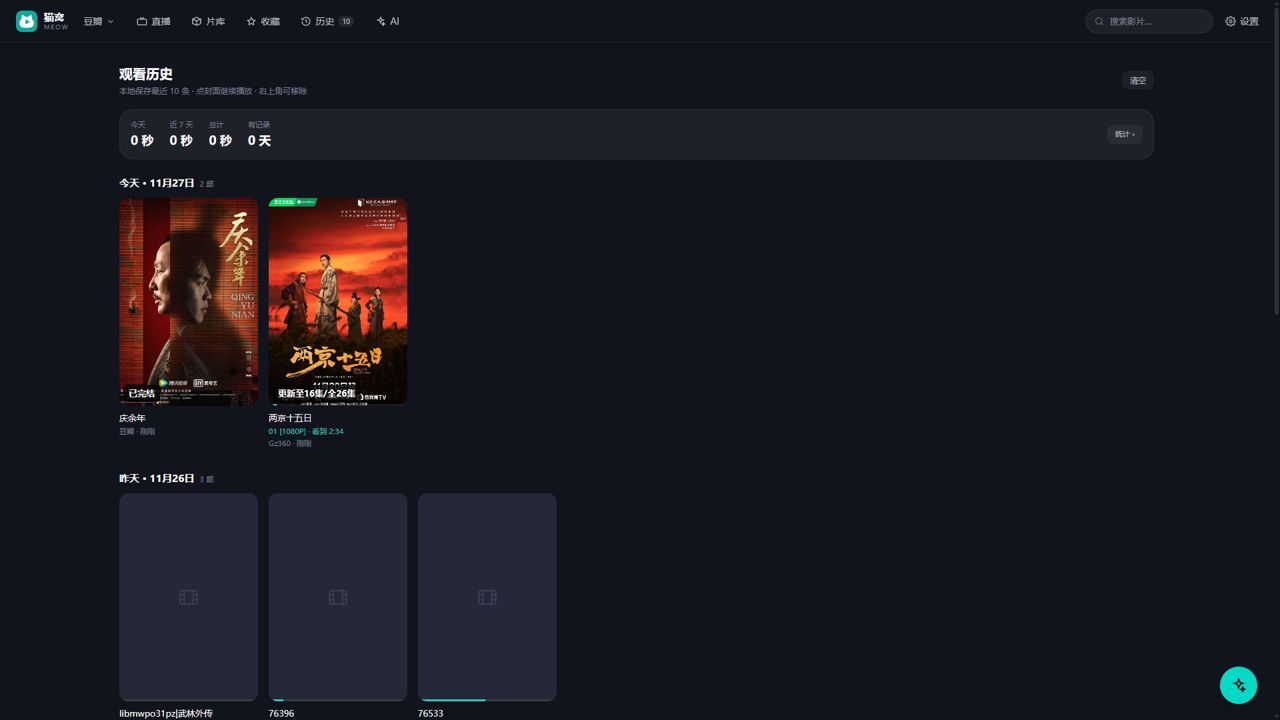 猫窝
MEOW
豆瓣
直播
片库
收藏
历史 10
AI
搜索影片...
设置
观看历史
本地保存最近 10 条 · 点封面继续播放 · 右上角可移除
清空
今天 近 7 天 总计 有记录
0 秒 0 秒 0 秒 0 天
统计 ›
今天 • 11月27日 2 部
庆余年
QING
YU
NIAN
腾讯视频 爱奇艺
已完结
两京十五日
更新至16集/全26集
庆余年
豆瓣 · 刚刚
两京十五日
01 [1080P] · 看到 2:34
Gz360 · 刚刚
昨天 • 11月26日 3 部
libmwpo31pz|武林外传
76396
76533